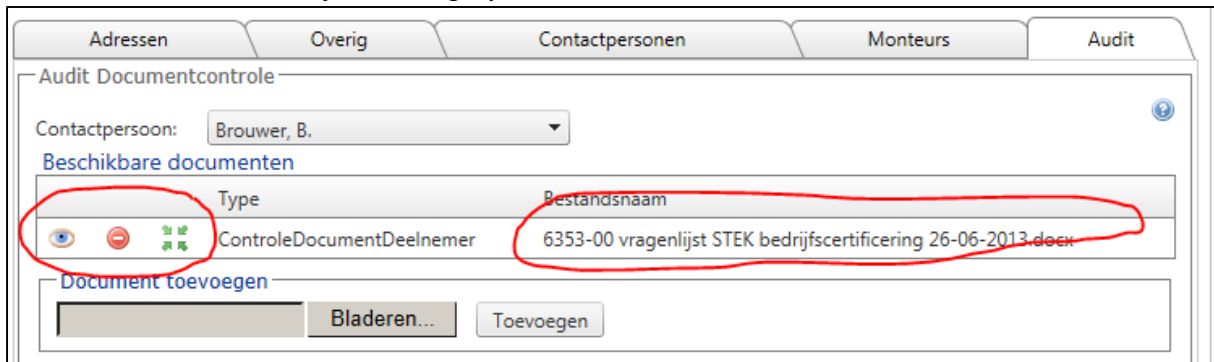 Adressen Overig Contactpersonen Monteurs Audit
Audit Documentcontrole
Contactpersoon: Brouwer, B.
Beschikbare documenten
Type Bestandsnaam
ControleDocumentDeelnemer 6353-00 vragenlijst STEK bedrijfscertificering 26-06-2013.docx
Document toevoegen
Bladeren... Toevoegen